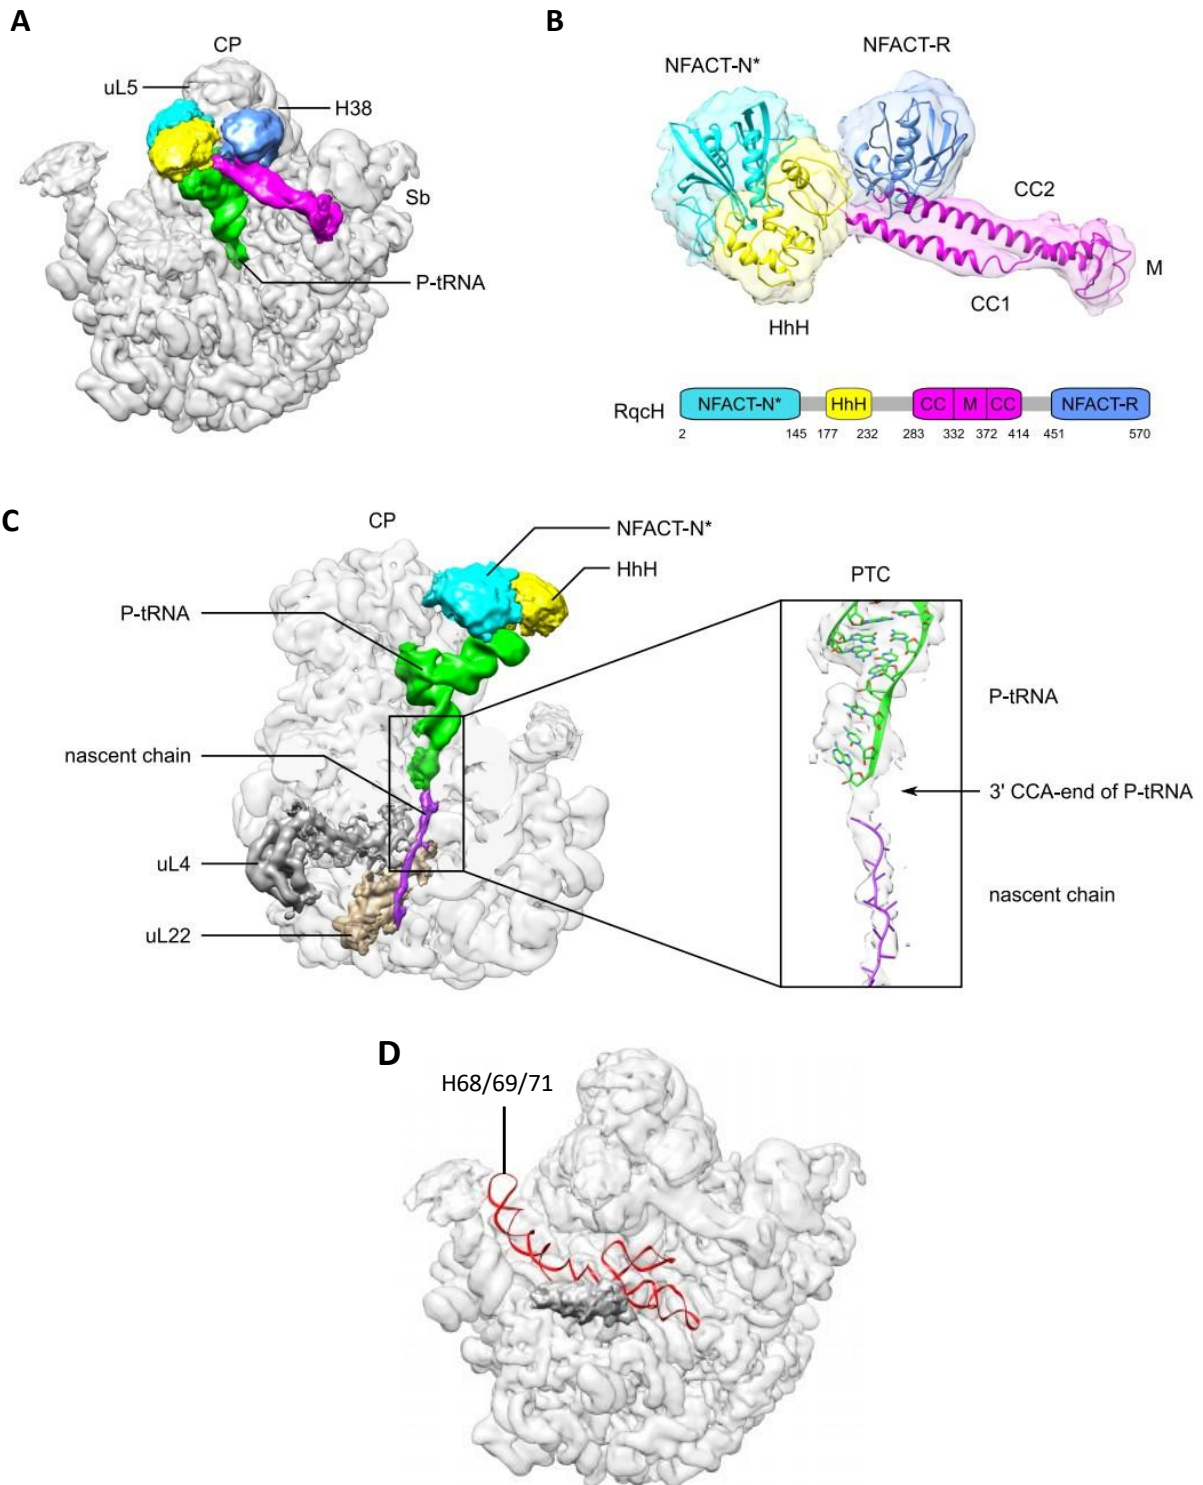 A
CP
uL5
H38
Sb
P-tRNA
B
NFACT-N*
NFACT-R
CC2
M
CC1
HhH
RqcH
NFACT-N* HhH CC M CC NFACT-R
2 145 177 232 283 332 372 414 451 570
C
CP
NFACT-N*
HhH
P-tRNA
nascent chain
uL4
uL22
PTC
P-tRNA
3' CCA-end of P-tRNA
nascent chain
D
H68/69/71